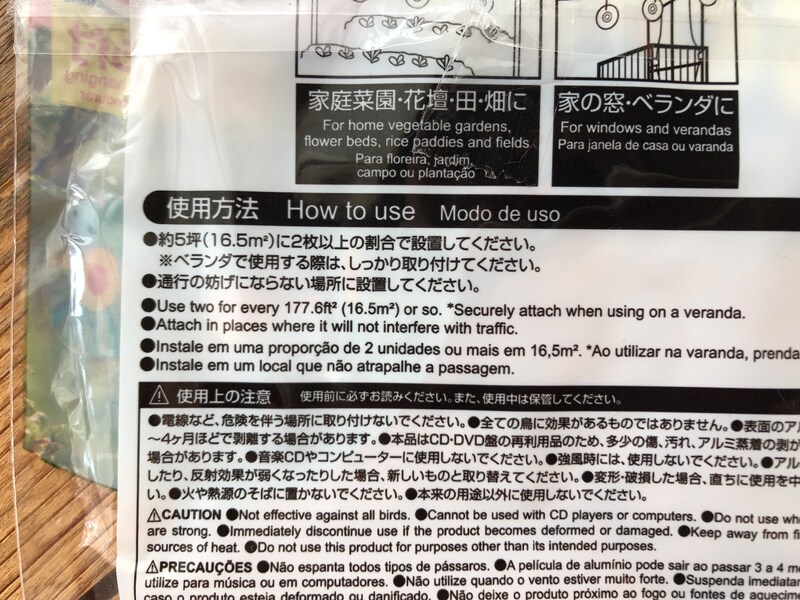 hanging
家庭菜園・花壇・田・畑に
For home vegetable gardens,
flower beds, rice paddies and fields
Para floreira, jardim,
campo ou plantação
家の窓・ベランダに
For windows and verandas
Para janela de casa ou varanda
使用方法 How to use Modo de uso
●約5坪(16.5m²)に2枚以上の割合で設置してください。
※ベランダで使用する際は、しっかり取り付けてください。
●通行の妨げにならない場所に設置してください。
●Use two for every 177.6ft² (16.5m²) or so. *Securely attach when using on a veranda.
●Attach in places where it will not interfere with traffic.
●Instale em uma proporção de 2 unidades ou mais em 16,5m². *Ao utilizar na varanda, prenda
●Instale em um local que não atrapalhe a passagem.
⚠ 使用上の注意 使用前に必ずお読みください。また、使用中は保管してください。
●電線など、危険を伴う場所に取り付けないでください。●全ての鳥に効果があるものではありません。●表面のアル
〜4ヶ月ほどで剥離する場合があります。●本品はCD・DVD盤の再利用品のため、多少の傷、汚れ、アルミ蒸着の剥が
場合があります。●音楽CDやコンピューターに使用しないでください。●強風時には、使用しないでください。●アル
したり、反射効果が弱くなったりした場合、新しいものと取り替えてください。●変形・破損した場合、直ちに使用を中
い。●火や熱源のそばに置かないでください。●本来の用途以外に使用しないでください。
⚠CAUTION ●Not effective against all birds. ●Cannot be used with CD players or computers. ●Do not use wh
are strong. ●Immediately discontinue use if the product becomes deformed or damaged. ●Keep away from fi
sources of heat. ●Do not use this product for purposes other than its intended purposes.
⚠PRECAUÇÕES ●Não espanta todos tipos de pássaros. ●A película de alumínio pode sair ao passar 3 a 4 me
utilize para música ou em computadores. ●Não utilize quando o vento estiver muito forte. ●Suspenda imediatan
caso o produto esteja deformado ou danificado. ●Não deixe o produto próximo ao fogo ou fontes de aquecime